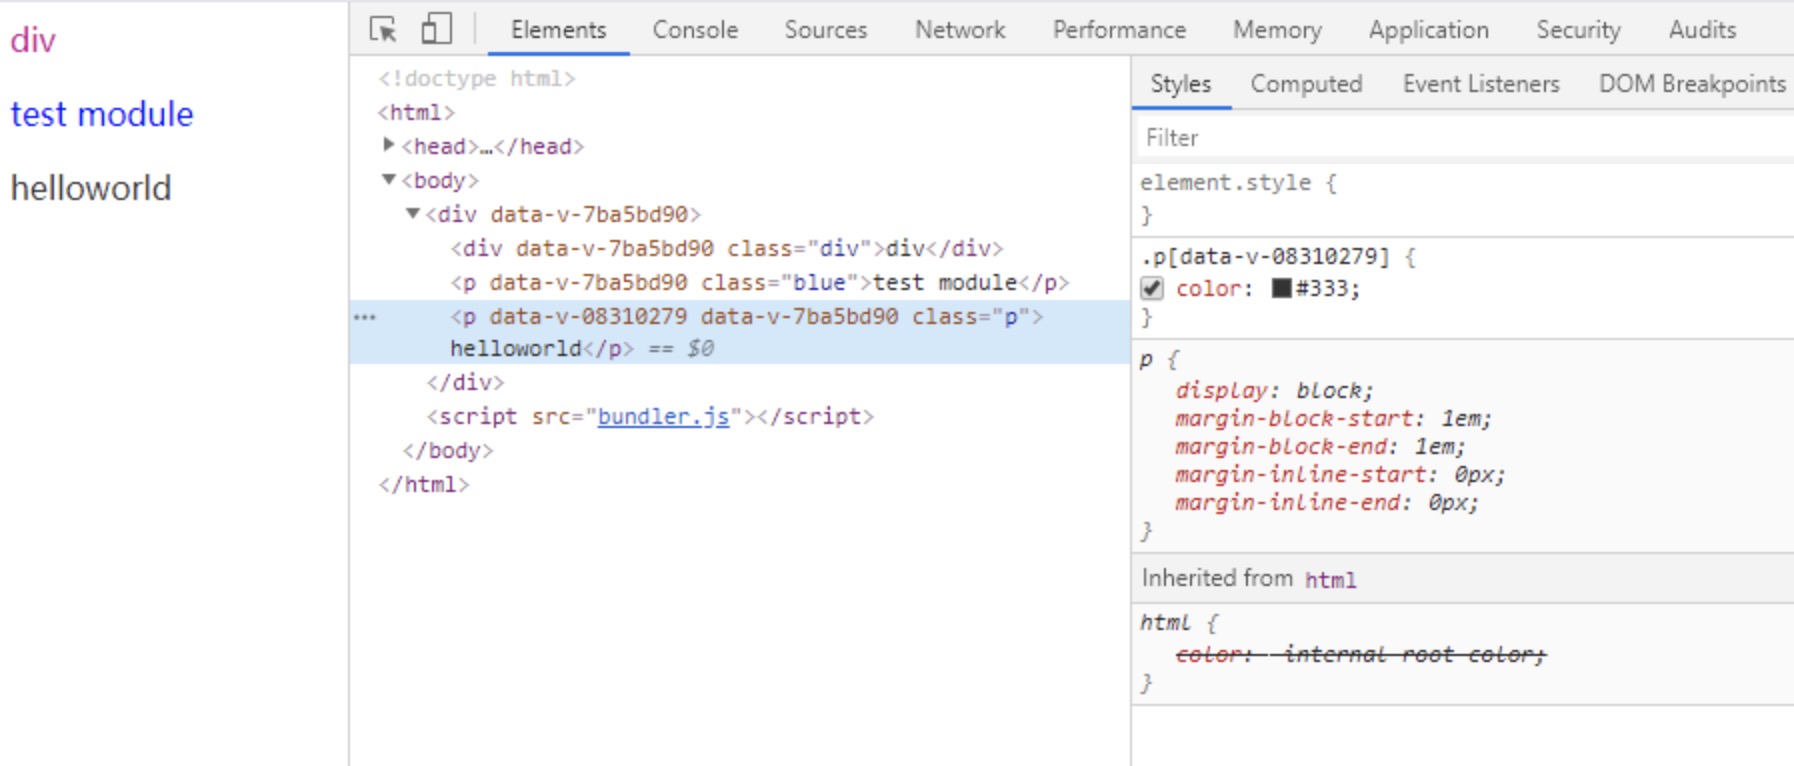 div
test module
helloworld
Elements Console Sources Network Performance Memory Application Security Audits
<!doctype html>
<html>
<head>…</head>
<body>
<div data-v-7ba5bd90>
<div data-v-7ba5bd90 class="div">div</div>
<p data-v-7ba5bd90 class="blue">test module</p>
<p data-v-08310279 data-v-7ba5bd90 class="p">
helloworld</p> == $0
</div>
<script src="bundler.js"></script>
</body>
</html>
Styles Computed Event Listeners DOM Breakpoints
Filter
element.style {
}
.p[data-v-08310279] {
color: #333;
}
p {
display: block;
margin-block-start: 1em;
margin-block-end: 1em;
margin-inline-start: 0px;
margin-inline-end: 0px;
}
Inherited from html
html {
color: -internal-root-color;
}